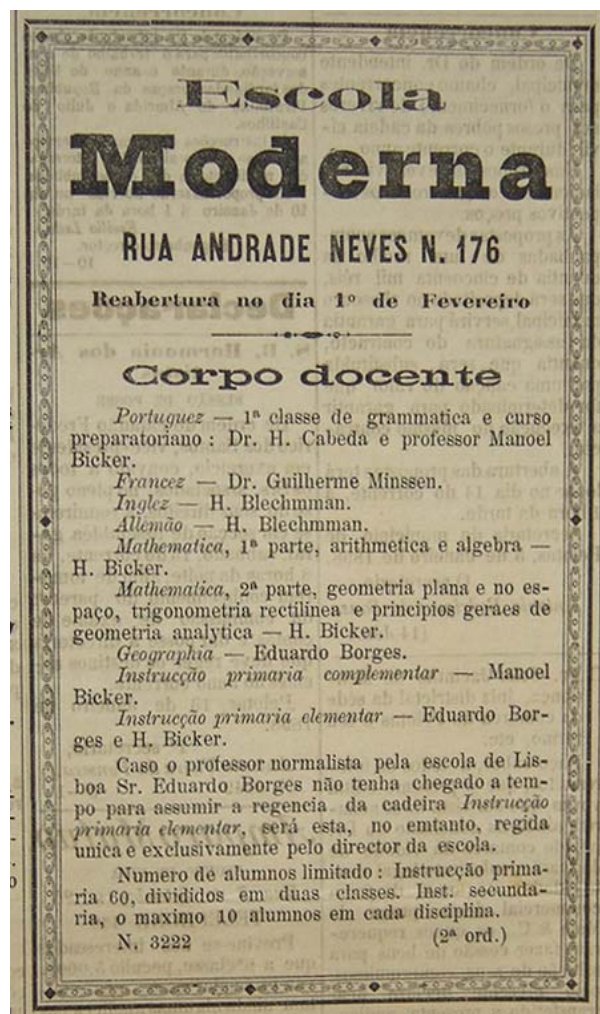 Escola
Moderna
RUA ANDRADE NEVES N. 176
Reabertura no dia 1º de Fevereiro
Corpo docente
Portuguez — 1ª classe de grammatica e curso
preparatoriano : Dr. H. Cabeda e professor Manoel
Bicker.
Francez — Dr. Guilherme Minssen.
Inglez — H. Blechmman.
Allemão — H. Blechmman.
Mathematica, 1ª parte, arithmetica e algebra —
H. Bicker.
Mathematica, 2ª parte, geometria plana e no es-
paço, trigonometria rectilinea e principios geraes de
geometria analytica — H. Bicker.
Geographia — Eduardo Borges.
Instrucção primaria complementar — Manoel
Bicker.
Instrucção primaria elementar — Eduardo Bor-
ges e H. Bicker.
Caso o professor normalista pela escola de Lis-
boa Sr. Eduardo Borges não tenha chegado a tem-
po para assumir a regencia da cadeira Instrucção
primaria elementar, será esta, no emtanto, regida
unica e exclusivamente pelo director da escola.
Numero de alumnos limitado : Instrucção prima-
ria 60, divididos em duas classes. Inst. secunda-
ria, o maximo 10 alumnos em cada disciplina.
N. 3222 (2ª ord.)